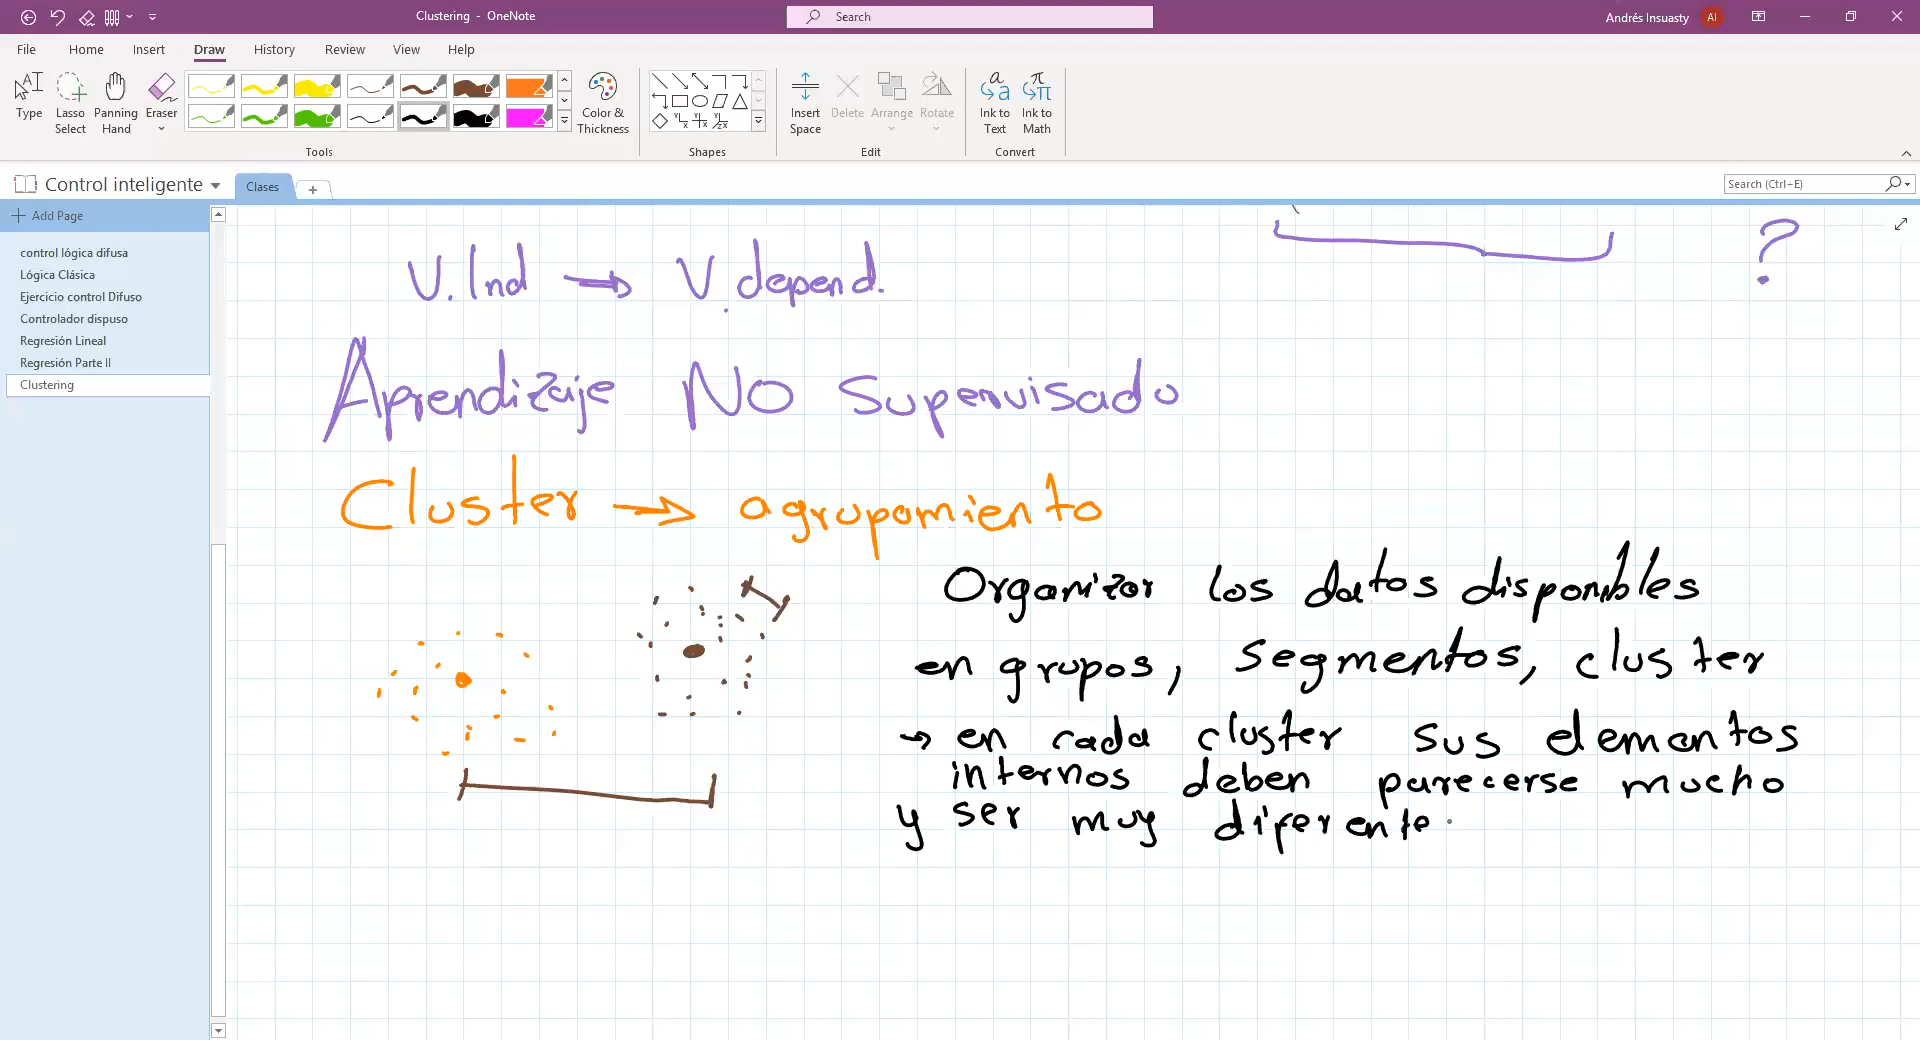 Clustering - OneNote
Search
Andrés Insuasty
AI
File Home Insert Draw History Review View Help
Type
Lasso Select
Panning Hand
Eraser
Color & Thickness
Insert Space
Delete
Arrange
Rotate
Ink to Text
Ink to Math
Tools
Shapes
Edit
Convert
Control inteligente
Clases
Search (Ctrl+E)
Add Page
control lógica difusa
Lógica Clásica
Ejercicio control Difuso
Controlador dispuso
Regresión Lineal
Regresión Parte II
Clustering
?
V. Ind → V. depend.
Aprendizaje NO Supervisado
Cluster → agrupamiento
Organizar los datos disponibles
en grupos, segmentos, cluster
→ en cada cluster sus elementos
internos deben parecerse mucho
y ser muy diferente